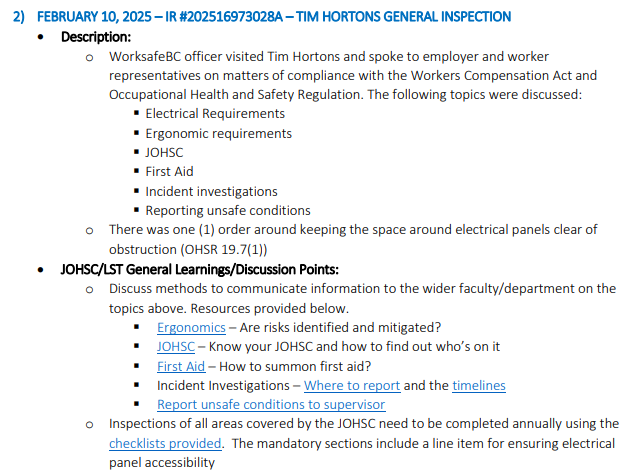 2) FEBRUARY 10, 2025 – IR #202516973028A – TIM HORTONS GENERAL INSPECTION
• Description:
o WorksafeBC officer visited Tim Hortons and spoke to employer and worker
representatives on matters of compliance with the Workers Compensation Act and
Occupational Health and Safety Regulation. The following topics were discussed:
▪ Electrical Requirements
▪ Ergonomic requirements
▪ JOHSC
▪ First Aid
▪ Incident investigations
▪ Reporting unsafe conditions
o There was one (1) order around keeping the space around electrical panels clear of
obstruction (OHSR 19.7(1))
• JOHSC/LST General Learnings/Discussion Points:
o Discuss methods to communicate information to the wider faculty/department on the
topics above. Resources provided below.
▪ Ergonomics – Are risks identified and mitigated?
▪ JOHSC – Know your JOHSC and how to find out who's on it
▪ First Aid – How to summon first aid?
▪ Incident Investigations – Where to report and the timelines
▪ Report unsafe conditions to supervisor
o Inspections of all areas covered by the JOHSC need to be completed annually using the
checklists provided. The mandatory sections include a line item for ensuring electrical
panel accessibility